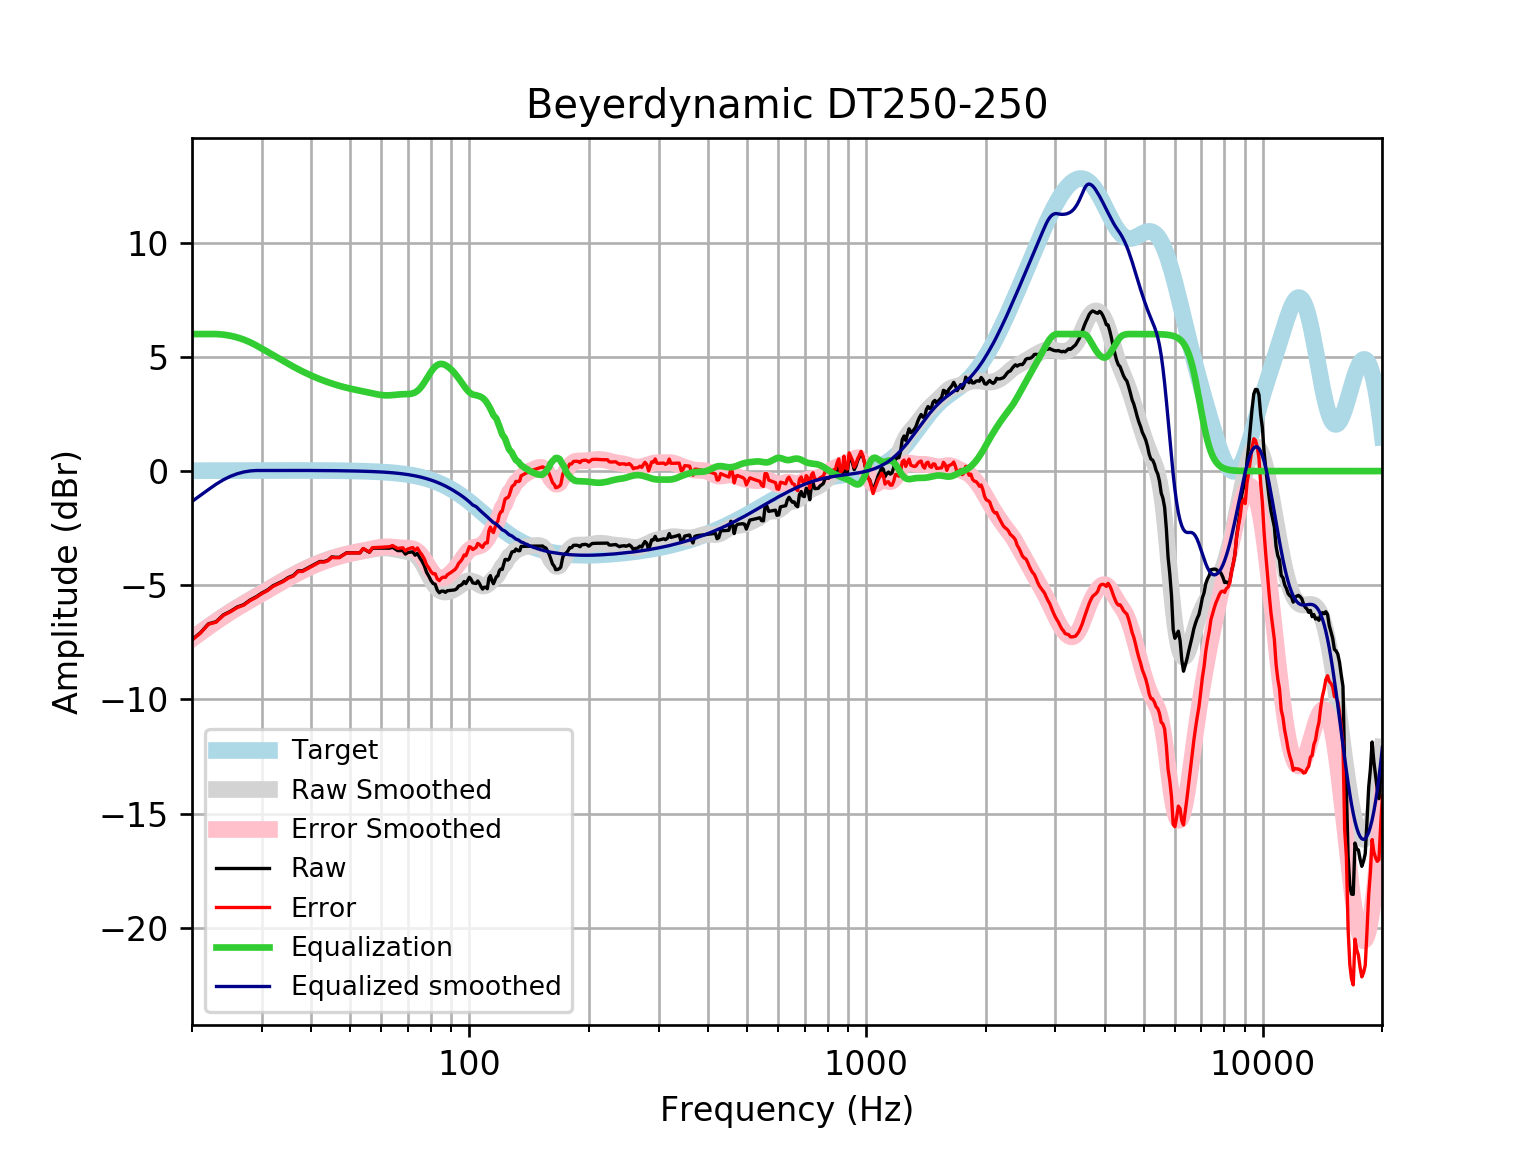 Beyerdynamic DT250-250
Amplitude (dBr)
10
5
0
−5
−10
−15
−20
Target
Raw Smoothed
Error Smoothed
Raw
Error
Equalization
Equalized smoothed
100
1000
10000
Frequency (Hz)